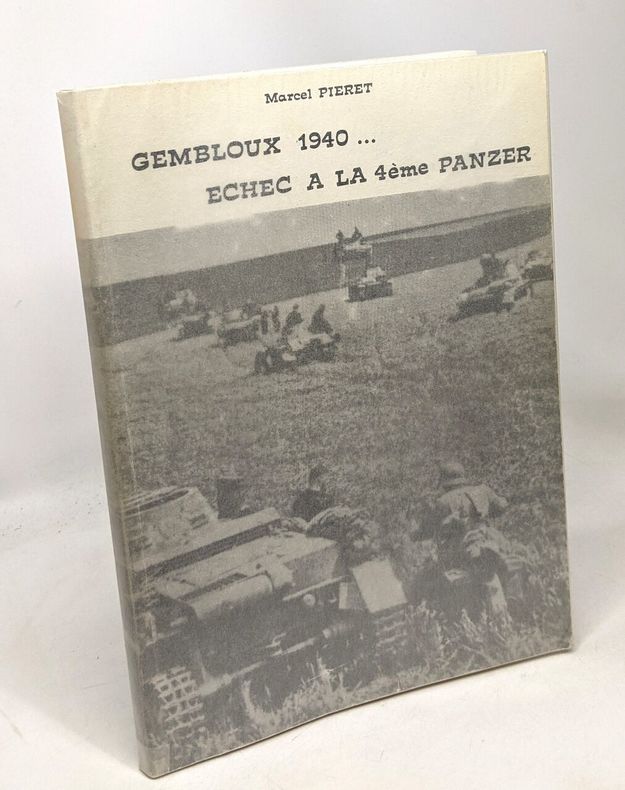 Marcel PIERET
GEMBLOUX 1940 ...
ECHEC A LA 4ème PANZER